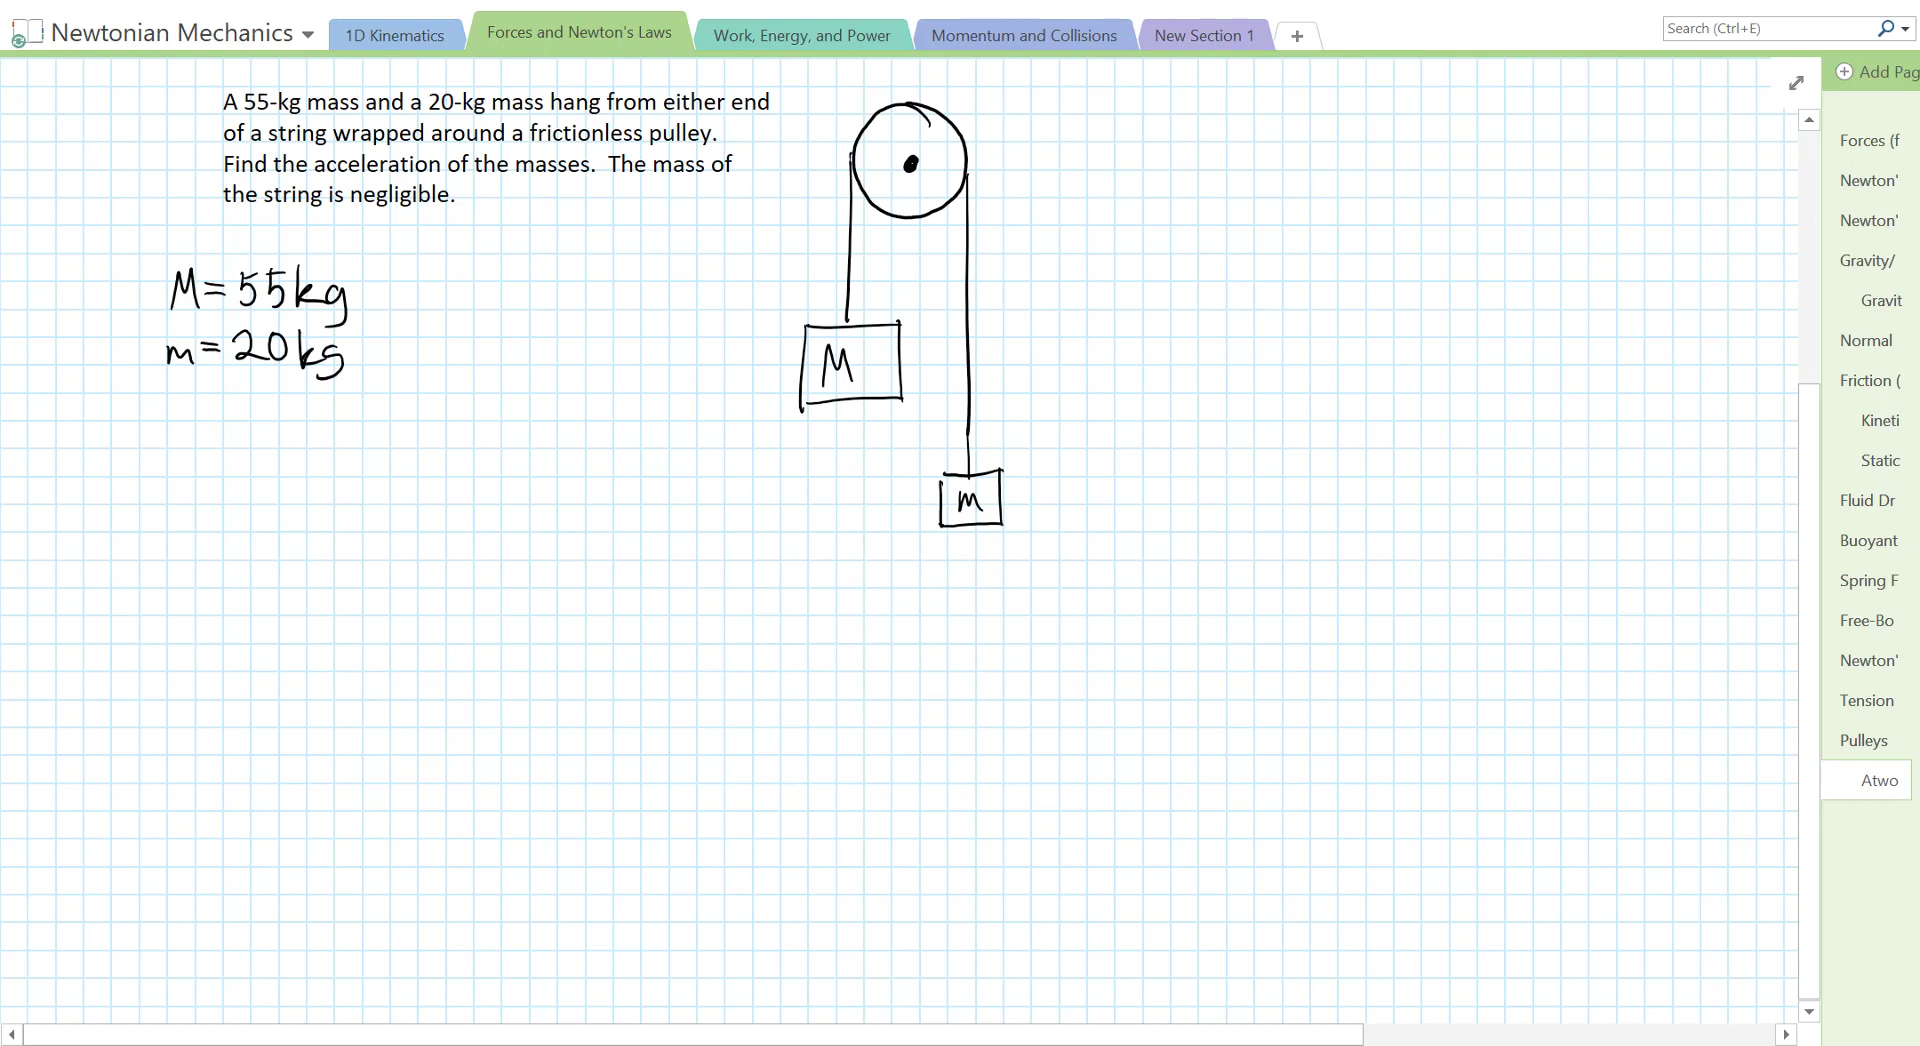 Newtonian Mechanics
1D Kinematics
Forces and Newton's Laws
Work, Energy, and Power
Momentum and Collisions
New Section 1
+
Search (Ctrl+E)
Add Pag
A 55-kg mass and a 20-kg mass hang from either end
of a string wrapped around a frictionless pulley.
Find the acceleration of the masses.  The mass of
the string is negligible.
M = 55kg
m = 20kg
M
m
Forces (f
Newton'
Newton'
Gravity/
Gravit
Normal
Friction (
Kineti
Static
Fluid Dr
Buoyant
Spring F
Free-Bo
Newton'
Tension
Pulleys
Atwo